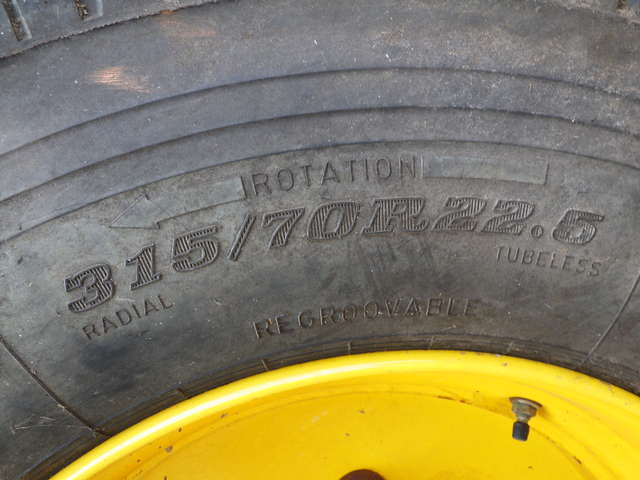 ROTATION
315/70R22.5
RADIAL
TUBELESS
REGROOVABLE